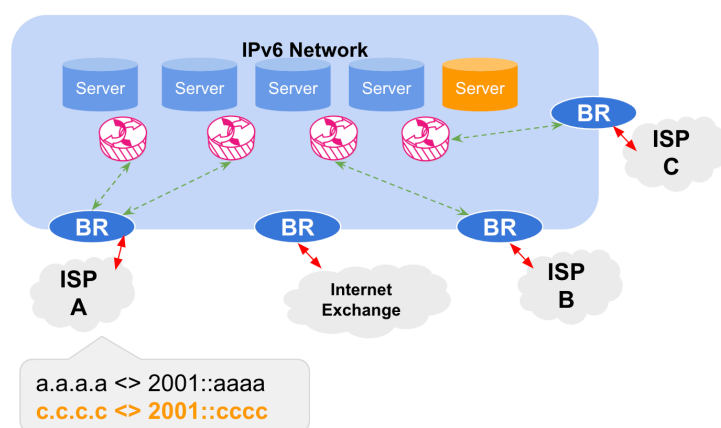 IPv6 Network
Server
Server
Server
Server
Server
BR
ISP
C
BR
BR
BR
ISP
A
Internet
Exchange
ISP
B
a.a.a.a <> 2001::aaaa
c.c.c.c <> 2001::cccc